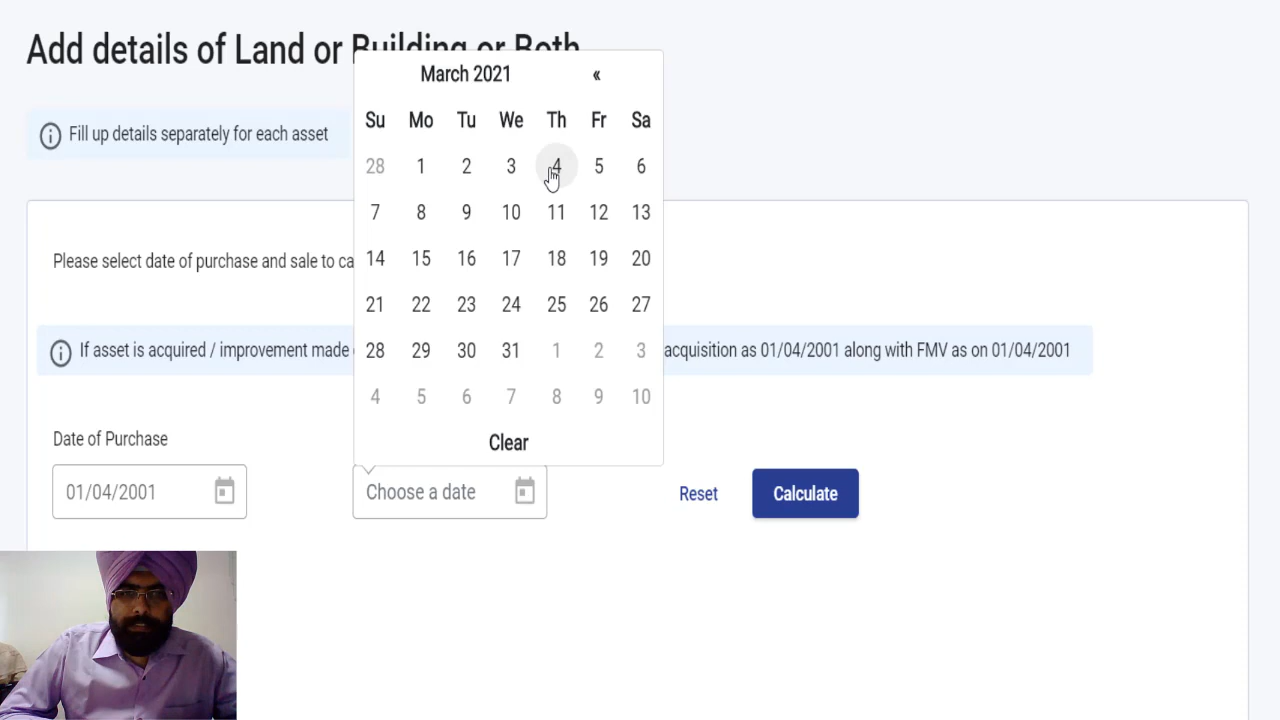 Add details of Land or Building or Both
March 2021 «
Su Mo Tu We Th Fr Sa
Fill up details separately for each asset
28 1 2 3 4 5 6
7 8 9 10 11 12 13
14 15 16 17 18 19 20
Please select date of purchase and sale to ca
21 22 23 24 25 26 27
If asset is acquired / improvement made
acquisition as 01/04/2001 along with FMV as on 01/04/2001
28 29 30 31 1 2 3
4 5 6 7 8 9 10
Clear
Date of Purchase
01/04/2001
Choose a date
Reset
Calculate